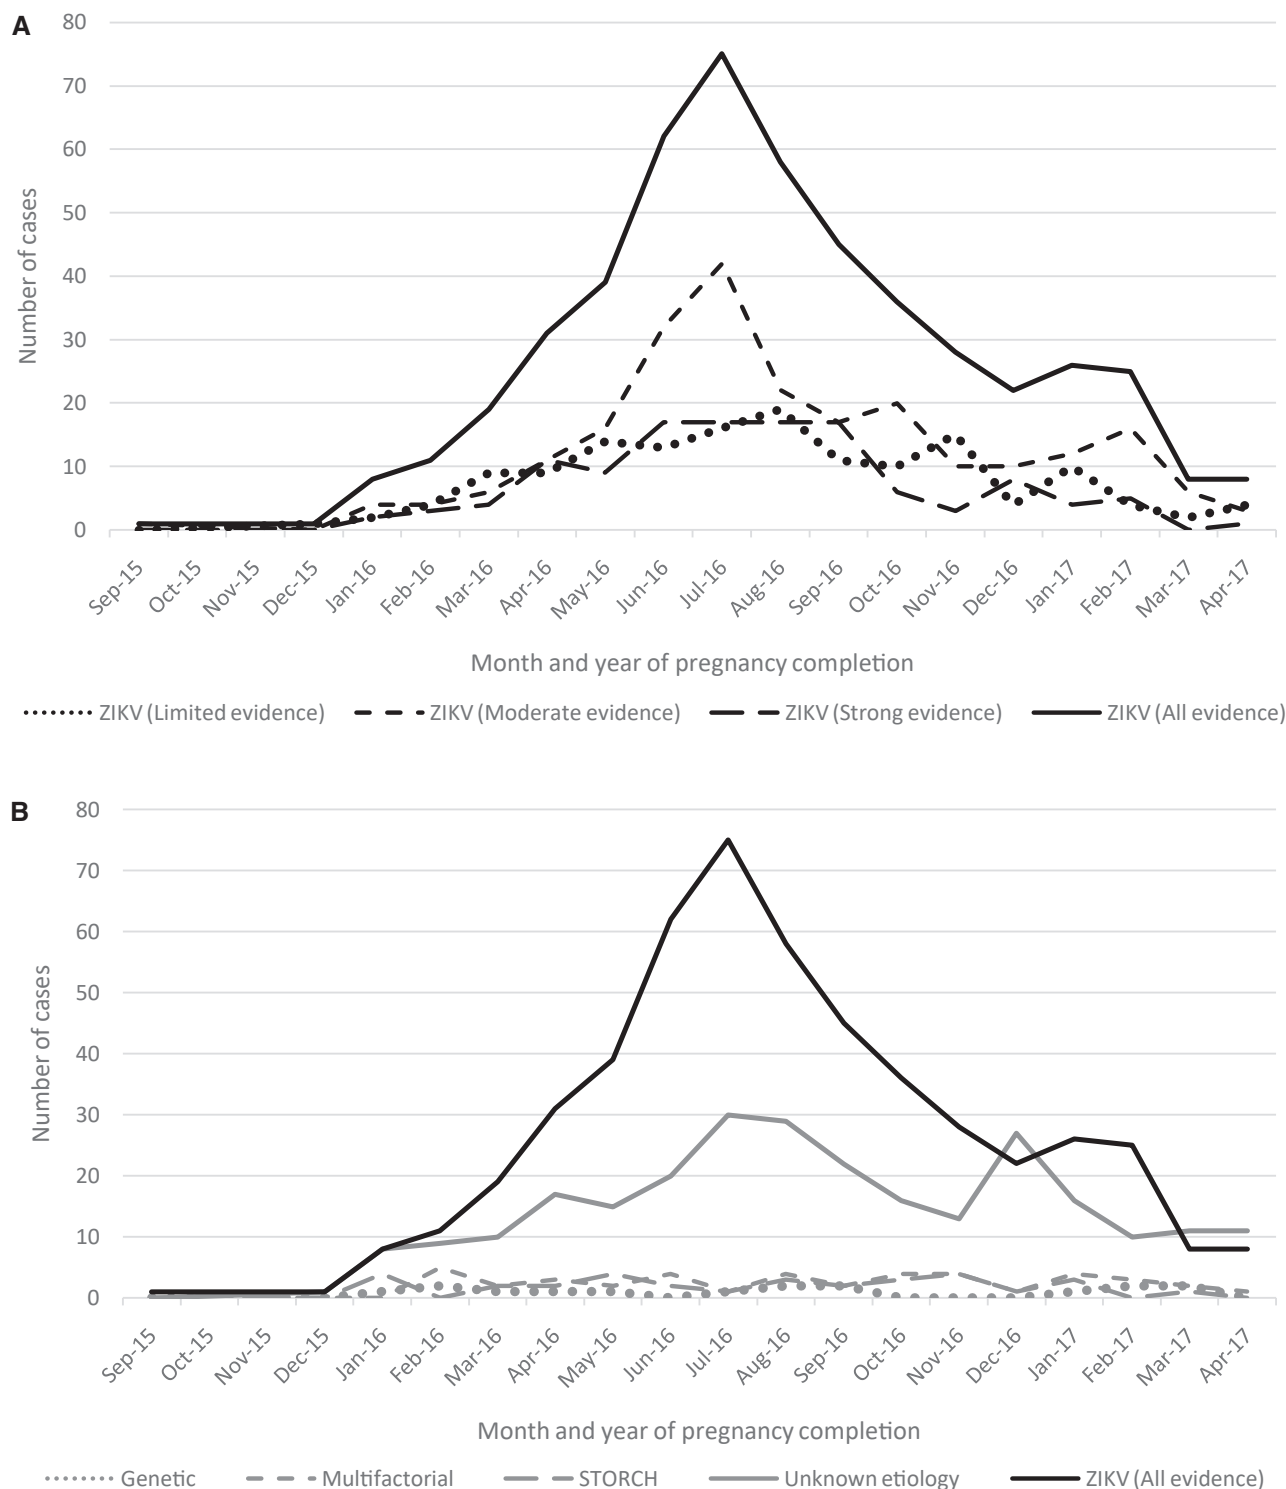 A
80
70
60
50
40
30
20
10
0
Number of cases
Sep-15 Oct-15 Nov-15 Dec-15 Jan-16 Feb-16 Mar-16 Apr-16 May-16 Jun-16 Jul-16 Aug-16 Sep-16 Oct-16 Nov-16 Dec-16 Jan-17 Feb-17 Mar-17 Apr-17
Month and year of pregnancy completion
ZIKV (Limited evidence) ZIKV (Moderate evidence) ZIKV (Strong evidence) ZIKV (All evidence)
B
80
70
60
50
40
30
20
10
0
Number of cases
Sep-15 Oct-15 Nov-15 Dec-15 Jan-16 Feb-16 Mar-16 Apr-16 May-16 Jun-16 Jul-16 Aug-16 Sep-16 Oct-16 Nov-16 Dec-16 Jan-17 Feb-17 Mar-17 Apr-17
Month and year of pregnancy completion
Genetic Multifactorial STORCH Unknown etiology ZIKV (All evidence)